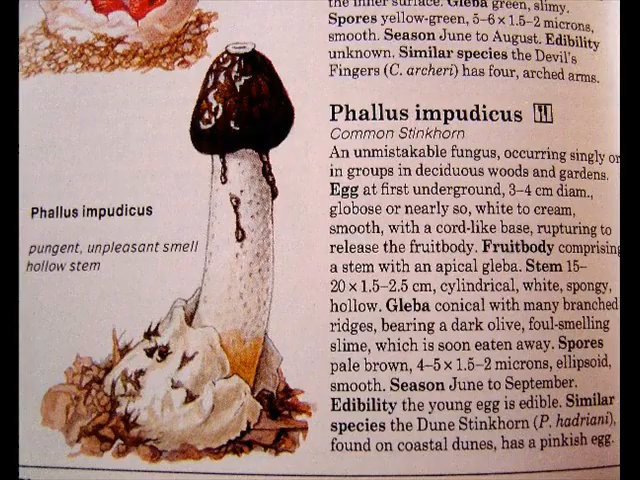 the inner surface. Gleba green, slimy.
Spores yellow-green, 5–6 × 1.5–2 microns,
smooth. Season June to August. Edibility
unknown. Similar species the Devil's
Fingers (C. archeri) has four, arched arms.
Phallus impudicus
Common Stinkhorn
An unmistakable fungus, occurring singly or
in groups in deciduous woods and gardens.
Egg at first underground, 3–4 cm diam.,
globose or nearly so, white to cream,
smooth, with a cord-like base, rupturing to
release the fruitbody. Fruitbody comprising
a stem with an apical gleba. Stem 15–
20 × 1.5–2.5 cm, cylindrical, white, spongy,
hollow. Gleba conical with many branched
ridges, bearing a dark olive, foul-smelling
slime, which is soon eaten away. Spores
pale brown, 4–5 × 1.5–2 microns, ellipsoid,
smooth. Season June to September.
Edibility the young egg is edible. Similar
species the Dune Stinkhorn (P. hadriani),
found on coastal dunes, has a pinkish egg.
Phallus impudicus
pungent, unpleasant smell
hollow stem